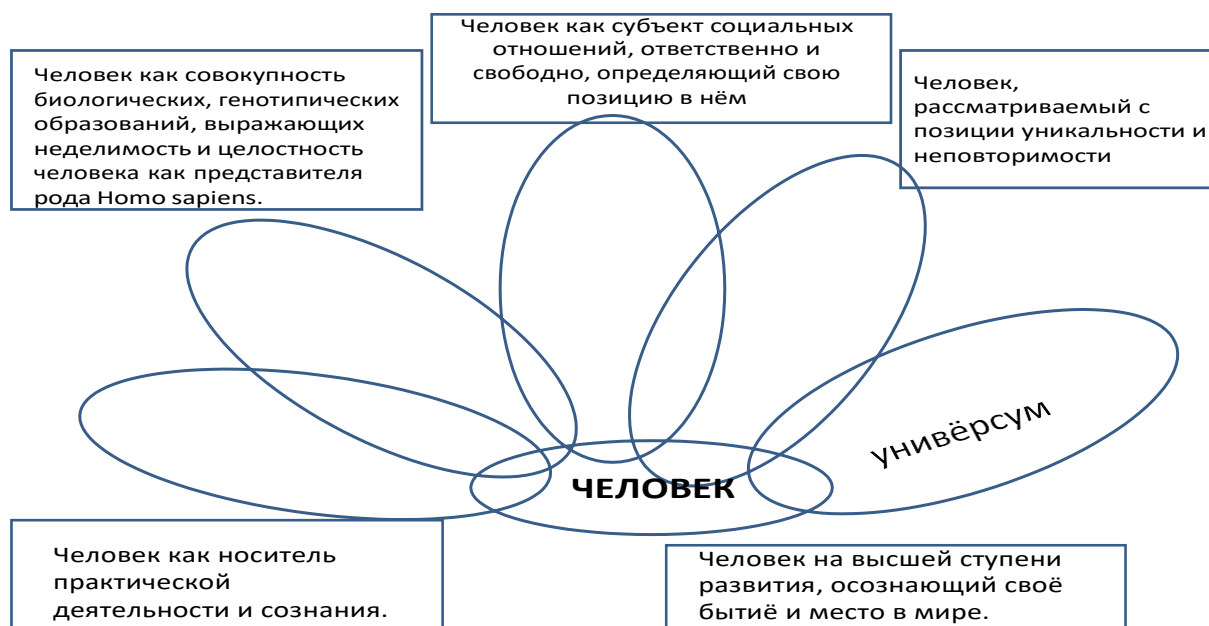 Человек как субъект социальных
отношений, ответственно и
свободно, определяющий свою
позицию в нём
Человек как совокупность
биологических, генотипических
образований, выражающих
неделимость и целостность
человека как представителя
рода Homo sapiens.
Человек,
рассматриваемый с
позиции уникальности и
неповторимости
унивёрсум
ЧЕЛОВЕК
Человек как носитель
практической
деятельности и сознания.
Человек на высшей ступени
развития, осознающий своё
бытиё и место в мире.